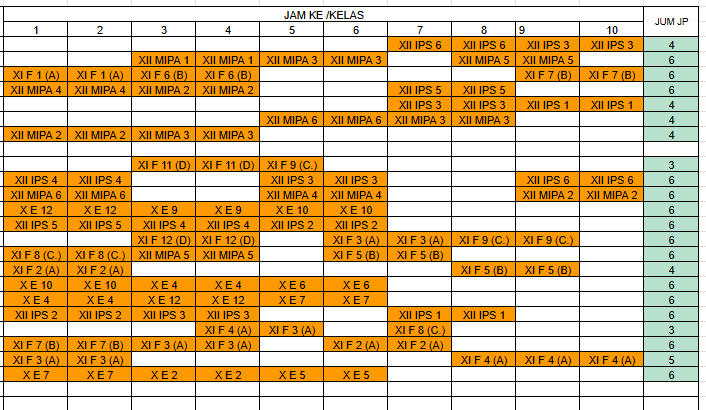 JAM KE /KELAS JUM JP
1 2 3 4 5 6 7 8 9 10
XII IPS 6 XII IPS 6 XII IPS 3 XII IPS 3 4
XII MIPA 1 XII MIPA 1 XII MIPA 3 XII MIPA 3 XII MIPA 5 XII MIPA 5 6
XI F 1 (A) XI F 1 (A) XI F 6 (B) XI F 6 (B) XI F 7 (B) XI F 7 (B) 6
XII MIPA 4 XII MIPA 4 XII MIPA 2 XII MIPA 2 XII IPS 5 XII IPS 5 6
XII IPS 3 XII IPS 3 XII IPS 1 XII IPS 1 4
XII MIPA 6 XII MIPA 6 XII MIPA 3 XII MIPA 3 4
XII MIPA 2 XII MIPA 2 XII MIPA 3 XII MIPA 3 4
XI F 11 (D) XI F 11 (D) XI F 9 (C.) 3
XII IPS 4 XII IPS 4 XII IPS 3 XII IPS 3 XII IPS 6 XII IPS 6 6
XII MIPA 6 XII MIPA 6 XII MIPA 4 XII MIPA 4 XII MIPA 2 XII MIPA 2 6
X E 12 X E 12 X E 9 X E 9 X E 10 X E 10 6
XII IPS 5 XII IPS 5 XII IPS 4 XII IPS 4 XII IPS 2 XII IPS 2 6
XI F 12 (D) XI F 12 (D) XI F 3 (A) XI F 3 (A) XI F 9 (C.) XI F 9 (C.) 6
XI F 8 (C.) XI F 8 (C.) XII MIPA 5 XII MIPA 5 XI F 5 (B) XI F 5 (B) 6
XI F 2 (A) XI F 2 (A) XI F 5 (B) XI F 5 (B) 4
X E 10 X E 10 X E 4 X E 4 X E 6 X E 6 6
X E 4 X E 4 X E 12 X E 12 X E 7 X E 7 6
XII IPS 2 XII IPS 2 XII IPS 3 XII IPS 3 XII IPS 1 XII IPS 1 6
XI F 4 (A) XI F 3 (A) XI F 8 (C.) 3
XI F 7 (B) XI F 7 (B) XI F 3 (A) XI F 3 (A) XI F 2 (A) XI F 2 (A) 6
XI F 3 (A) XI F 3 (A) XI F 4 (A) XI F 4 (A) XI F 4 (A) 5
X E 7 X E 7 X E 2 X E 2 X E 5 X E 5 6